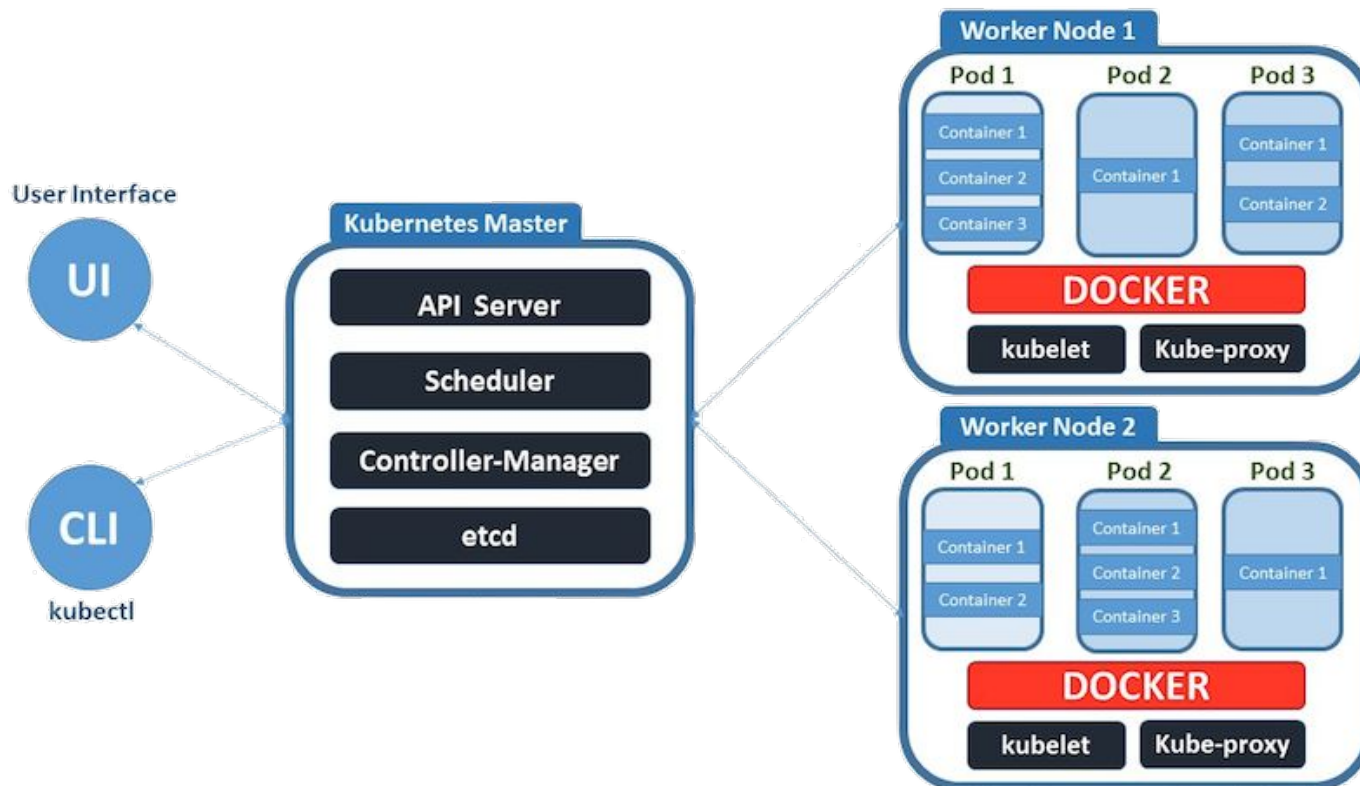 User Interface
UI
CLI
kubectl
Kubernetes Master
API Server
Scheduler
Controller-Manager
etcd
Worker Node 1
Pod 1
Container 1
Container 2
Container 3
Pod 2
Container 1
Pod 3
Container 1
Container 2
DOCKER
kubelet
Kube-proxy
Worker Node 2
Pod 1
Container 1
Container 2
Pod 2
Container 1
Container 2
Container 3
Pod 3
Container 1
DOCKER
kubelet
Kube-proxy